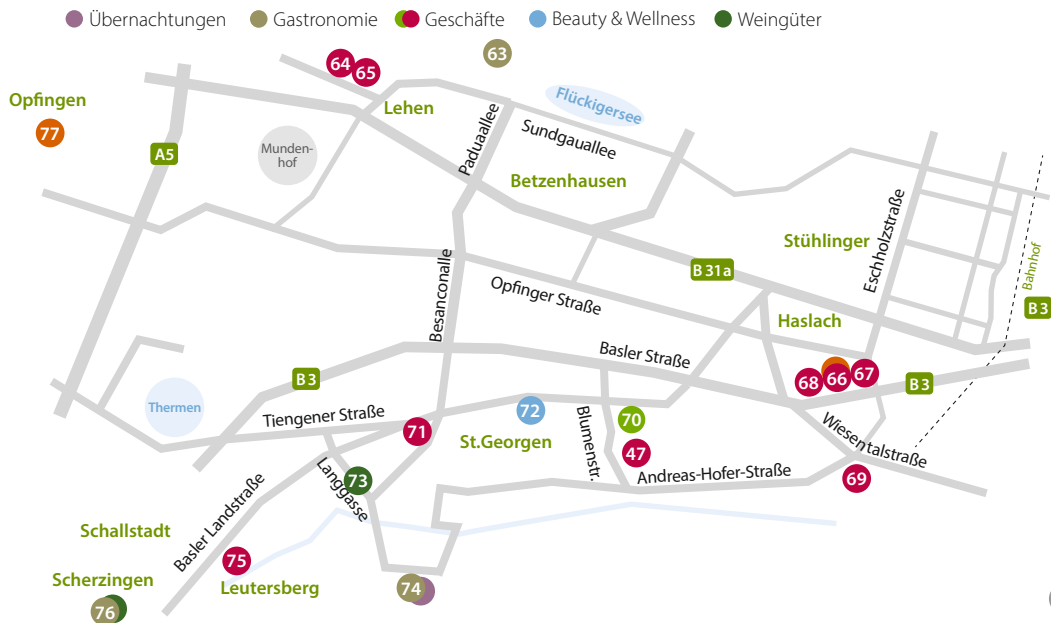 Übernachtungen
Gastronomie
Geschäfte
Beauty & Wellness
Weingüter
63
64
65
Opfingen
77
Lehen
Flückigersee
A5
Munden-
hof
Paduaallee
Sundgauallee
Betzenhausen
Stühlinger
Eschholzstraße
Bahnhof
B 31a
B 3
Besanconalle
Opfinger Straße
Haslach
Basler Straße
68
66
67
B 3
B 3
Thermen
Tiengener Straße
71
72
St.Georgen
Blumenstr.
70
47
Wiesentalstraße
69
Andreas-Hofer-Straße
Langgasse
73
Basler Landstraße
Schallstadt
75
Leutersberg
74
Scherzingen
76